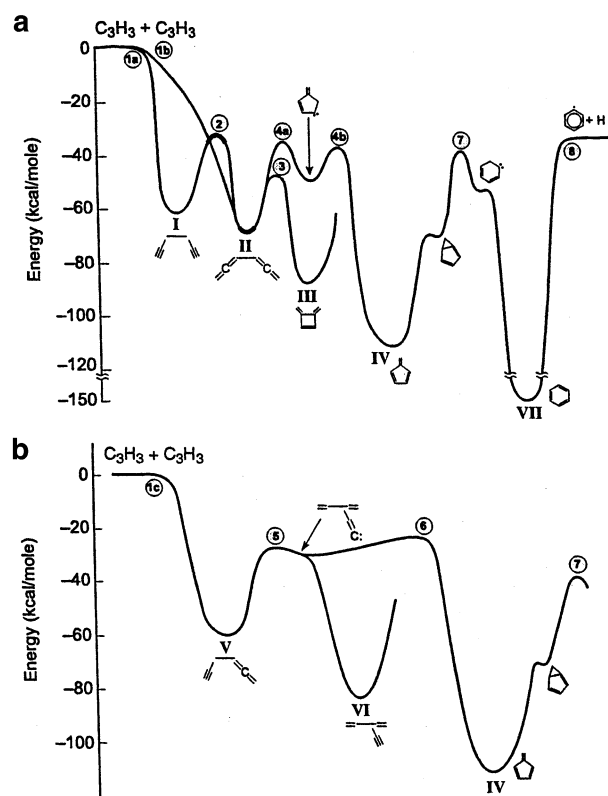 a
C3H3 + C3H3
1a
1b
2
4a
4b
3
7
+ H
8
0
−20
−40
−60
−80
−100
−120
−150
Energy (kcal/mole)
I
II
III
IV
VII
b
C3H3 + C3H3
1c
5
C:
6
7
0
−20
−40
−60
−80
−100
Energy (kcal/mole)
V
VI
IV